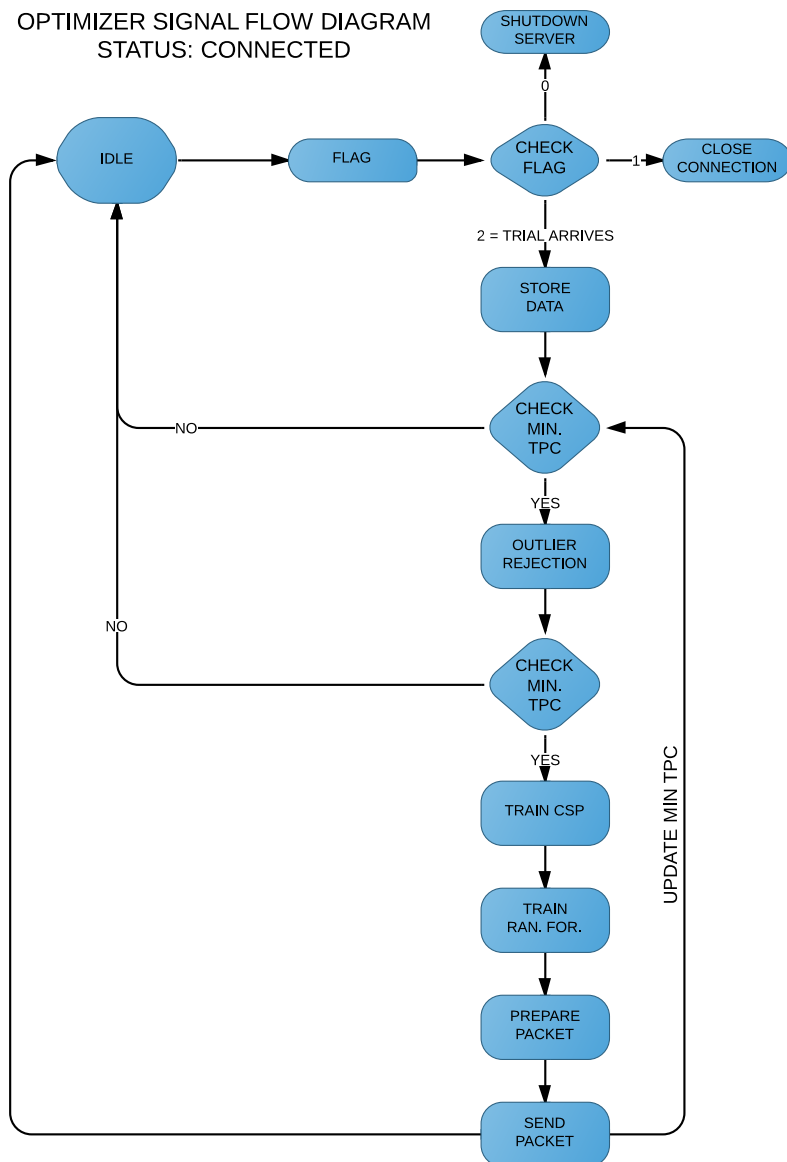 OPTIMIZER SIGNAL FLOW DIAGRAM
STATUS: CONNECTED
SHUTDOWN
SERVER
0
IDLE
FLAG
CHECK
FLAG
1
CLOSE
CONNECTION
2 = TRIAL ARRIVES
STORE
DATA
CHECK
MIN.
TPC
NO
YES
OUTLIER
REJECTION
NO
CHECK
MIN.
TPC
YES
UPDATE MIN TPC
TRAIN CSP
TRAIN
RAN. FOR.
PREPARE
PACKET
SEND
PACKET